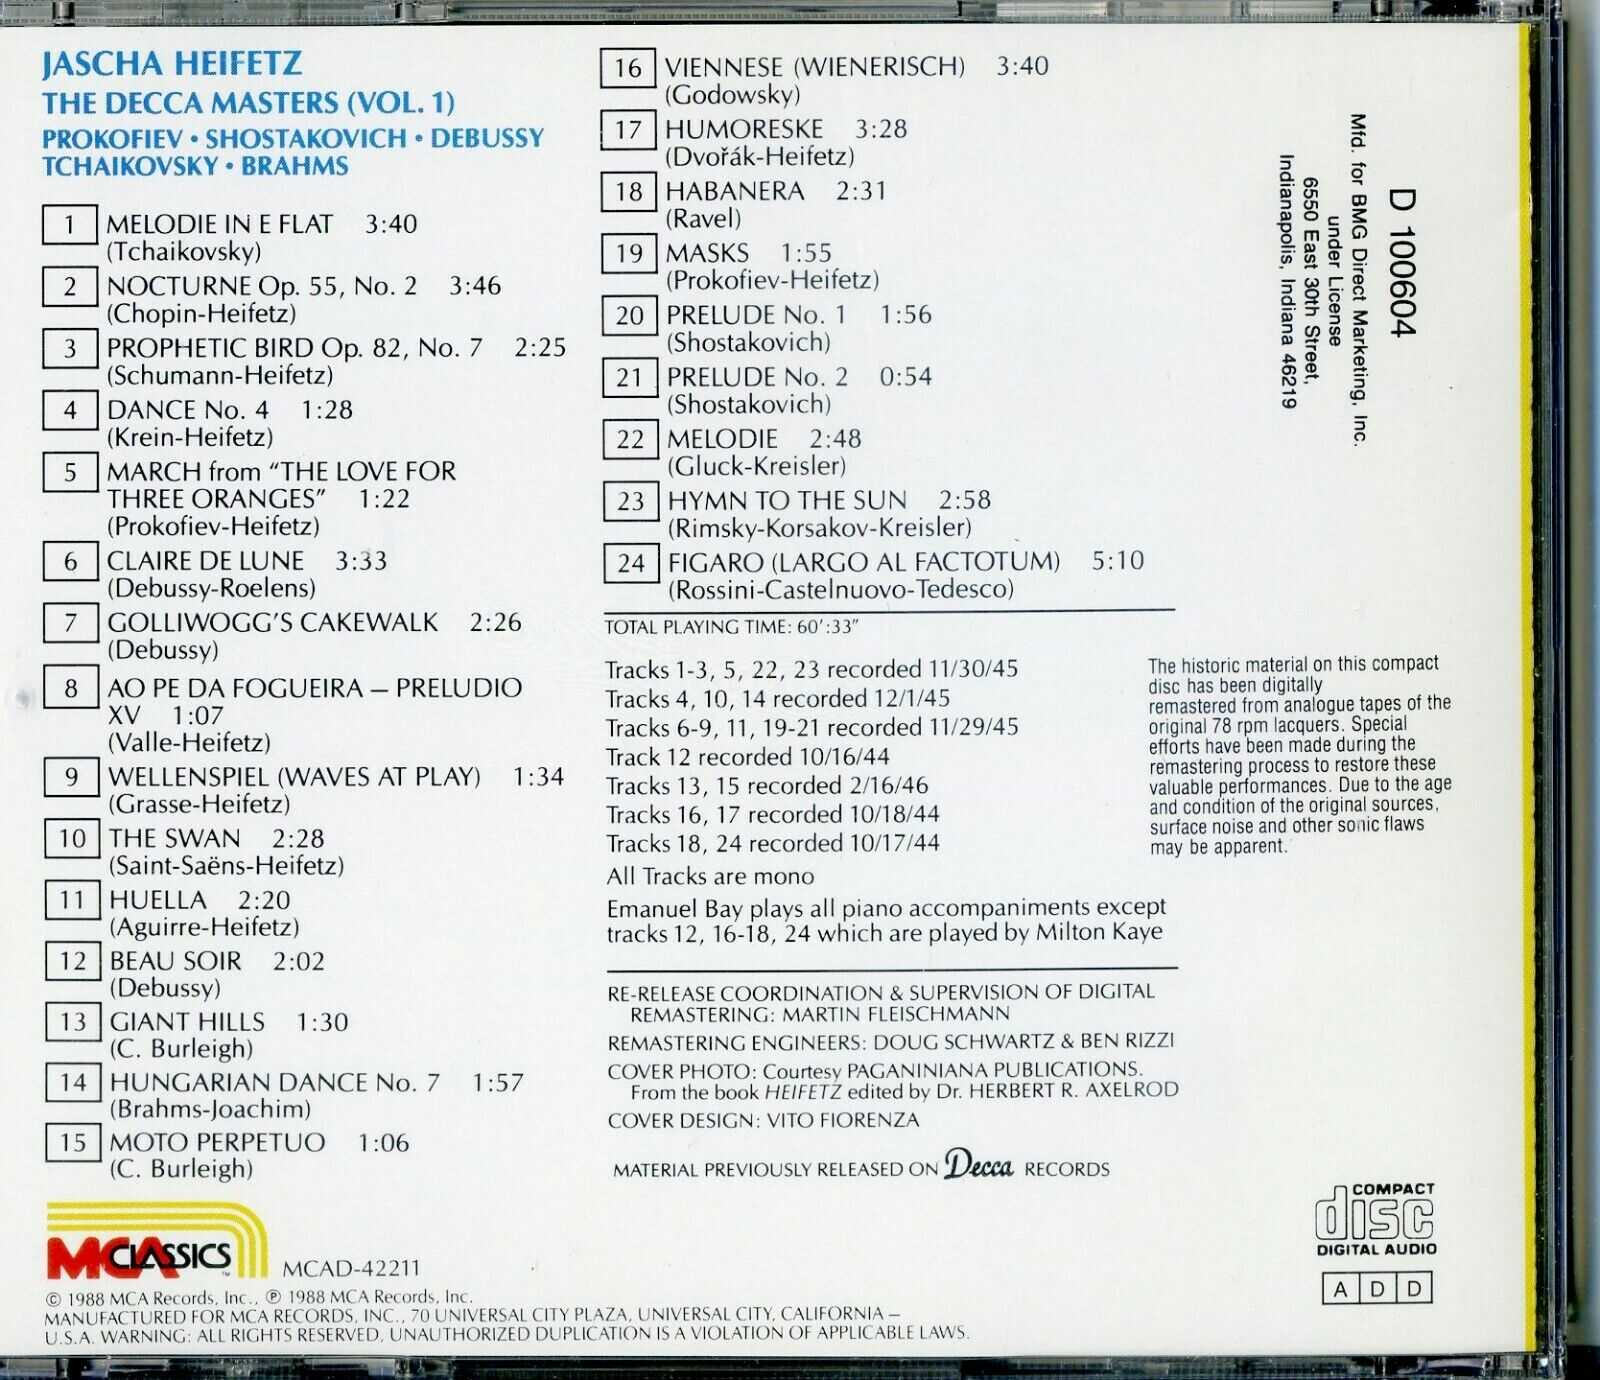 JASCHA HEIFETZ
THE DECCA MASTERS (VOL. 1)
PROKOFIEV • SHOSTAKOVICH • DEBUSSY
TCHAIKOVSKY • BRAHMS
1 MELODIE IN E FLAT 3:40
(Tchaikovsky)
2 NOCTURNE Op. 55, No. 2 3:46
(Chopin-Heifetz)
3 PROPHETIC BIRD Op. 82, No. 7 2:25
(Schumann-Heifetz)
4 DANCE No. 4 1:28
(Krein-Heifetz)
5 MARCH from “THE LOVE FOR
THREE ORANGES” 1:22
(Prokofiev-Heifetz)
6 CLAIRE DE LUNE 3:33
(Debussy-Roelens)
7 GOLLIWOGG'S CAKEWALK 2:26
(Debussy)
8 AO PE DA FOGUEIRA – PRELUDIO
XV 1:07
(Valle-Heifetz)
9 WELLENSPIEL (WAVES AT PLAY) 1:34
(Grasse-Heifetz)
10 THE SWAN 2:28
(Saint-Saëns-Heifetz)
11 HUELLA 2:20
(Aguirre-Heifetz)
12 BEAU SOIR 2:02
(Debussy)
13 GIANT HILLS 1:30
(C. Burleigh)
14 HUNGARIAN DANCE No. 7 1:57
(Brahms-Joachim)
15 MOTO PERPETUO 1:06
(C. Burleigh)
16 VIENNESE (WIENERISCH) 3:40
(Godowsky)
17 HUMORESKE 3:28
(Dvořák-Heifetz)
18 HABANERA 2:31
(Ravel)
19 MASKS 1:55
(Prokofiev-Heifetz)
20 PRELUDE No. 1 1:56
(Shostakovich)
21 PRELUDE No. 2 0:54
(Shostakovich)
22 MELODIE 2:48
(Gluck-Kreisler)
23 HYMN TO THE SUN 2:58
(Rimsky-Korsakov-Kreisler)
24 FIGARO (LARGO AL FACTOTUM) 5:10
(Rossini-Castelnuovo-Tedesco)
TOTAL PLAYING TIME: 60':33"
Tracks 1-3, 5, 22, 23 recorded 11/30/45
Tracks 4, 10, 14 recorded 12/1/45
Tracks 6-9, 11, 19-21 recorded 11/29/45
Track 12 recorded 10/16/44
Tracks 13, 15 recorded 2/16/46
Tracks 16, 17 recorded 10/18/44
Tracks 18, 24 recorded 10/17/44
All Tracks are mono
Emanuel Bay plays all piano accompaniments except
tracks 12, 16-18, 24 which are played by Milton Kaye
RE-RELEASE COORDINATION & SUPERVISION OF DIGITAL
REMASTERING: MARTIN FLEISCHMANN
REMASTERING ENGINEERS: DOUG SCHWARTZ & BEN RIZZI
COVER PHOTO: Courtesy PAGANINIANA PUBLICATIONS.
From the book HEIFETZ edited by Dr. HERBERT R. AXELROD
COVER DESIGN: VITO FIORENZA
MATERIAL PREVIOUSLY RELEASED ON Decca RECORDS
The historic material on this compact
disc has been digitally
remastered from analogue tapes of the
original 78 rpm lacquers. Special
efforts have been made during the
remastering process to restore these
valuable performances. Due to the age
and condition of the original sources,
surface noise and other sonic flaws
may be apparent.
D 100604
Mfd. for BMG Direct Marketing, Inc.
under License
6550 East 30th Street,
Indianapolis, Indiana 46219
COMPACT
disc
DIGITAL AUDIO
A D D
MCA CLASSICS ™ MCAD-42211
© 1988 MCA Records, Inc., ℗ 1988 MCA Records, Inc.
MANUFACTURED FOR MCA RECORDS, INC., 70 UNIVERSAL CITY PLAZA, UNIVERSAL CITY, CALIFORNIA –
U.S.A. WARNING: ALL RIGHTS RESERVED, UNAUTHORIZED DUPLICATION IS A VIOLATION OF APPLICABLE LAWS.